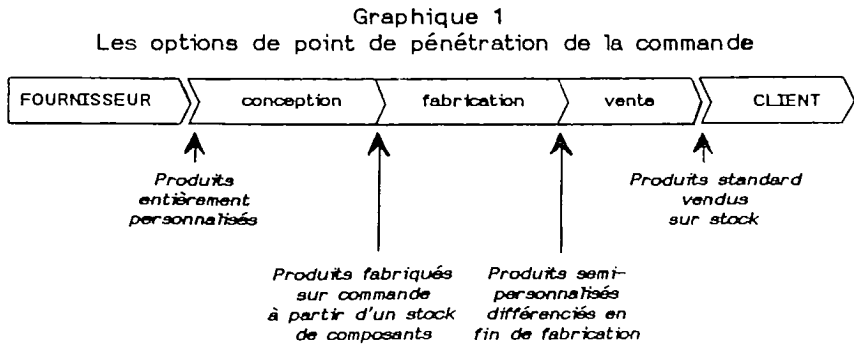 Graphique 1
Les options de point de pénétration de la commande
FOURNISSEUR conception fabrication vente CLIENT
Produits
entièrement
personnalisés
Produits standard
vendus
sur stock
Produits fabriqués
sur commande
à partir d'un stock
de composants
Produits semi-
personnalisés
différenciés en
fin de fabrication